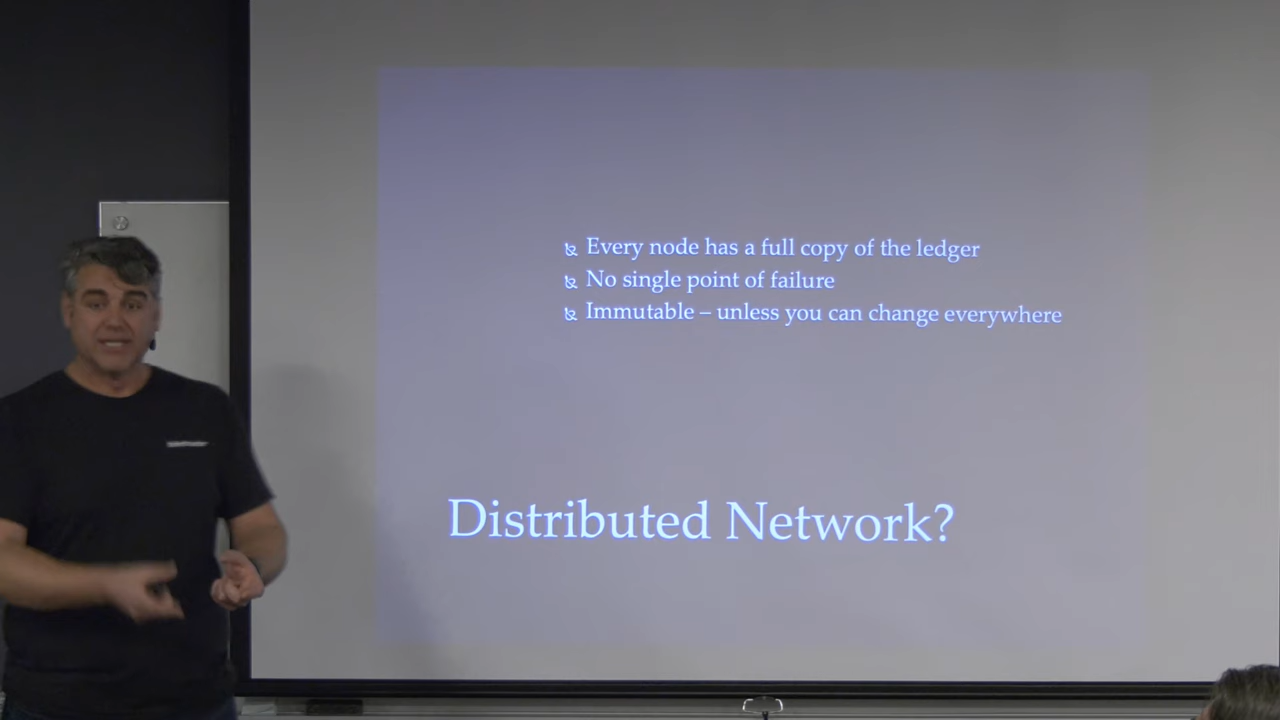 Every node has a full copy of the ledger
No single point of failure
Immutable – unless you can change everywhere
Distributed Network?